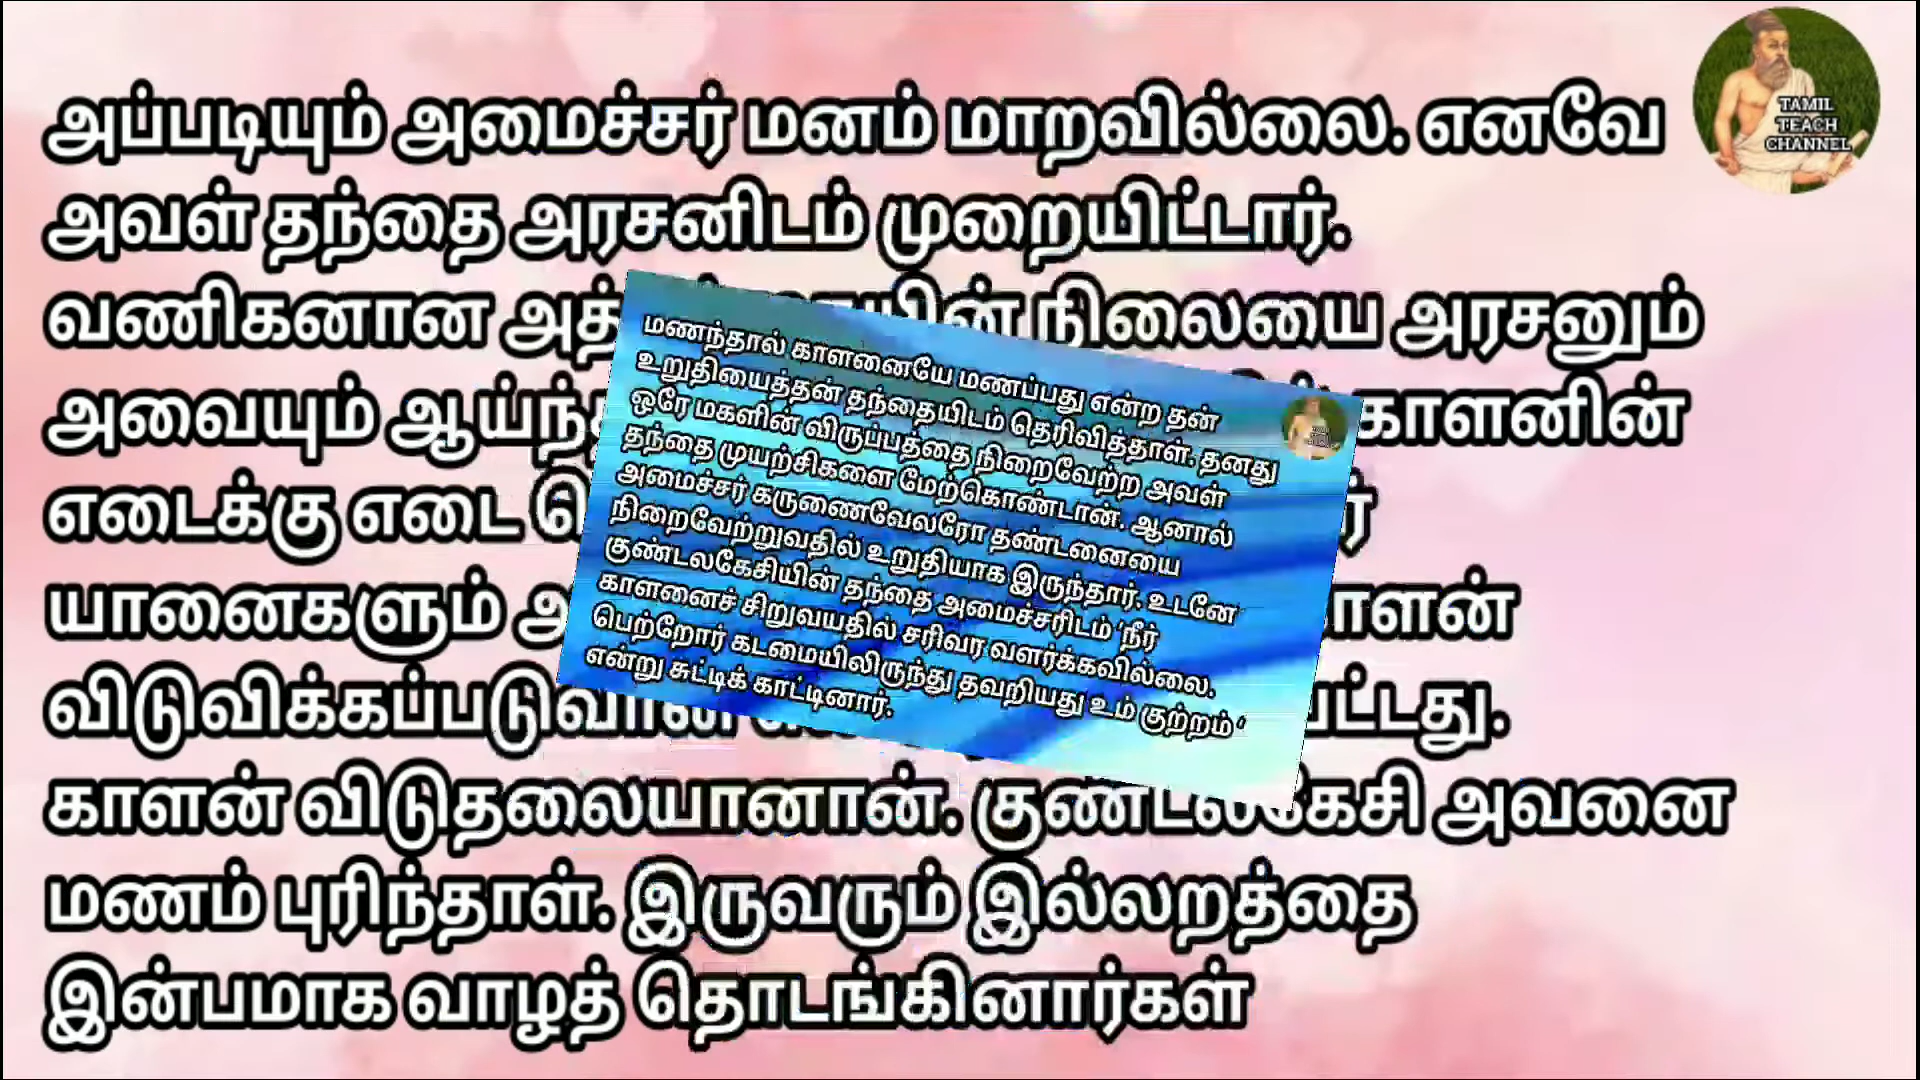 அப்படியும் அமைச்சர் மனம் மாறவில்லை. எனவே
அவள் தந்தை அரசனிடம் முறையிட்டார்.
வணிகனான நிலையை அரசனும்
அவையும் காளனின்
எடைக்கு எடை
யானைகளும்
விடுவிக்கப்படுவான்
காளன் விடுதலையானான். குண்டலகேசி அவனை
மணம் புரிந்தாள். இருவரும் இல்லறத்தை
இன்பமாக வாழத் தொடங்கினார்கள்
மணந்தால் காளனையே மணப்பது என்ற தன்
உறுதியைத்தன் தந்தையிடம் தெரிவித்தாள். தனது
ஒரே மகளின் விருப்பத்தை நிறைவேற்ற அவள்
தந்தை முயற்சிகளை மேற்கொண்டான். ஆனால்
அமைச்சர் கருணைவேலரோ தண்டனையை
நிறைவேற்றுவதில் உறுதியாக இருந்தார். உடனே
குண்டலகேசியின் தந்தை அமைச்சரிடம் 'நீர்
காளனைச் சிறுவயதில் சரிவர வளர்க்கவில்லை.
பெற்றோர் கடமையிலிருந்து தவறியது உம் குற்றம் '
என்று சுட்டிக் காட்டினார்.
TAMIL
TEACH
CHANNEL